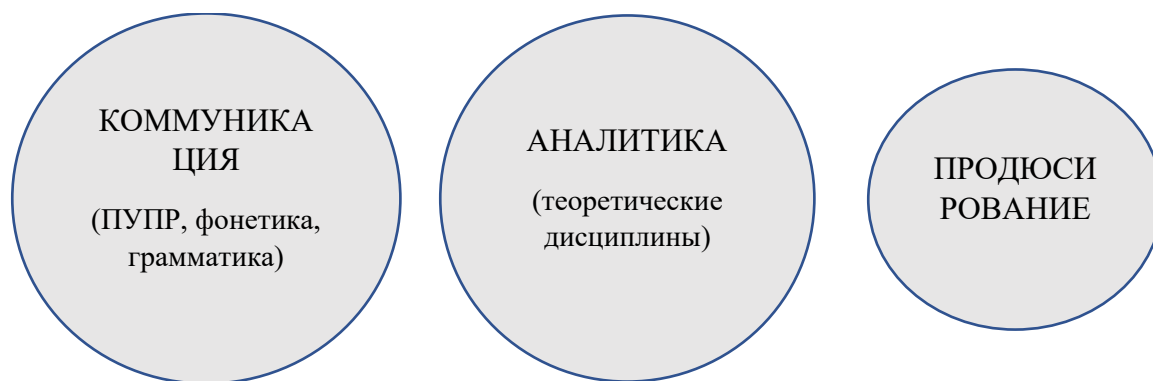 КОММУНИКА
ЦИЯ
(ПУПР, фонетика,
грамматика)
АНАЛИТИКА
(теоретические
дисциплины)
ПРОДЮСИ
РОВАНИЕ